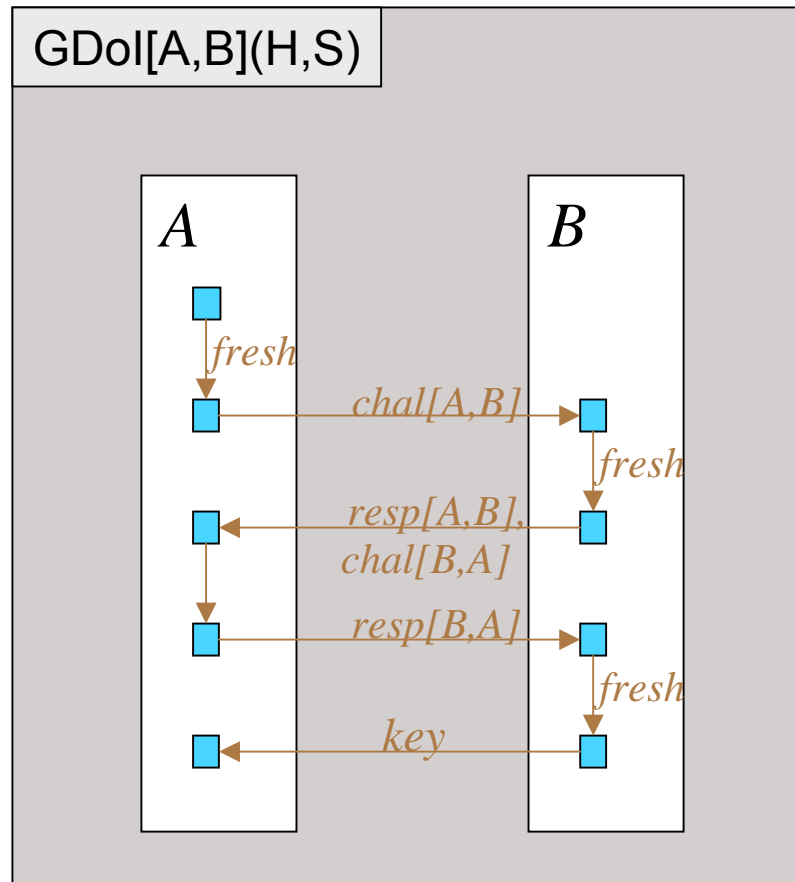 GDoI[A,B](H,S)
A
B
fresh
chal[A,B]
fresh
resp[A,B],
chal[B,A]
resp[B,A]
fresh
key